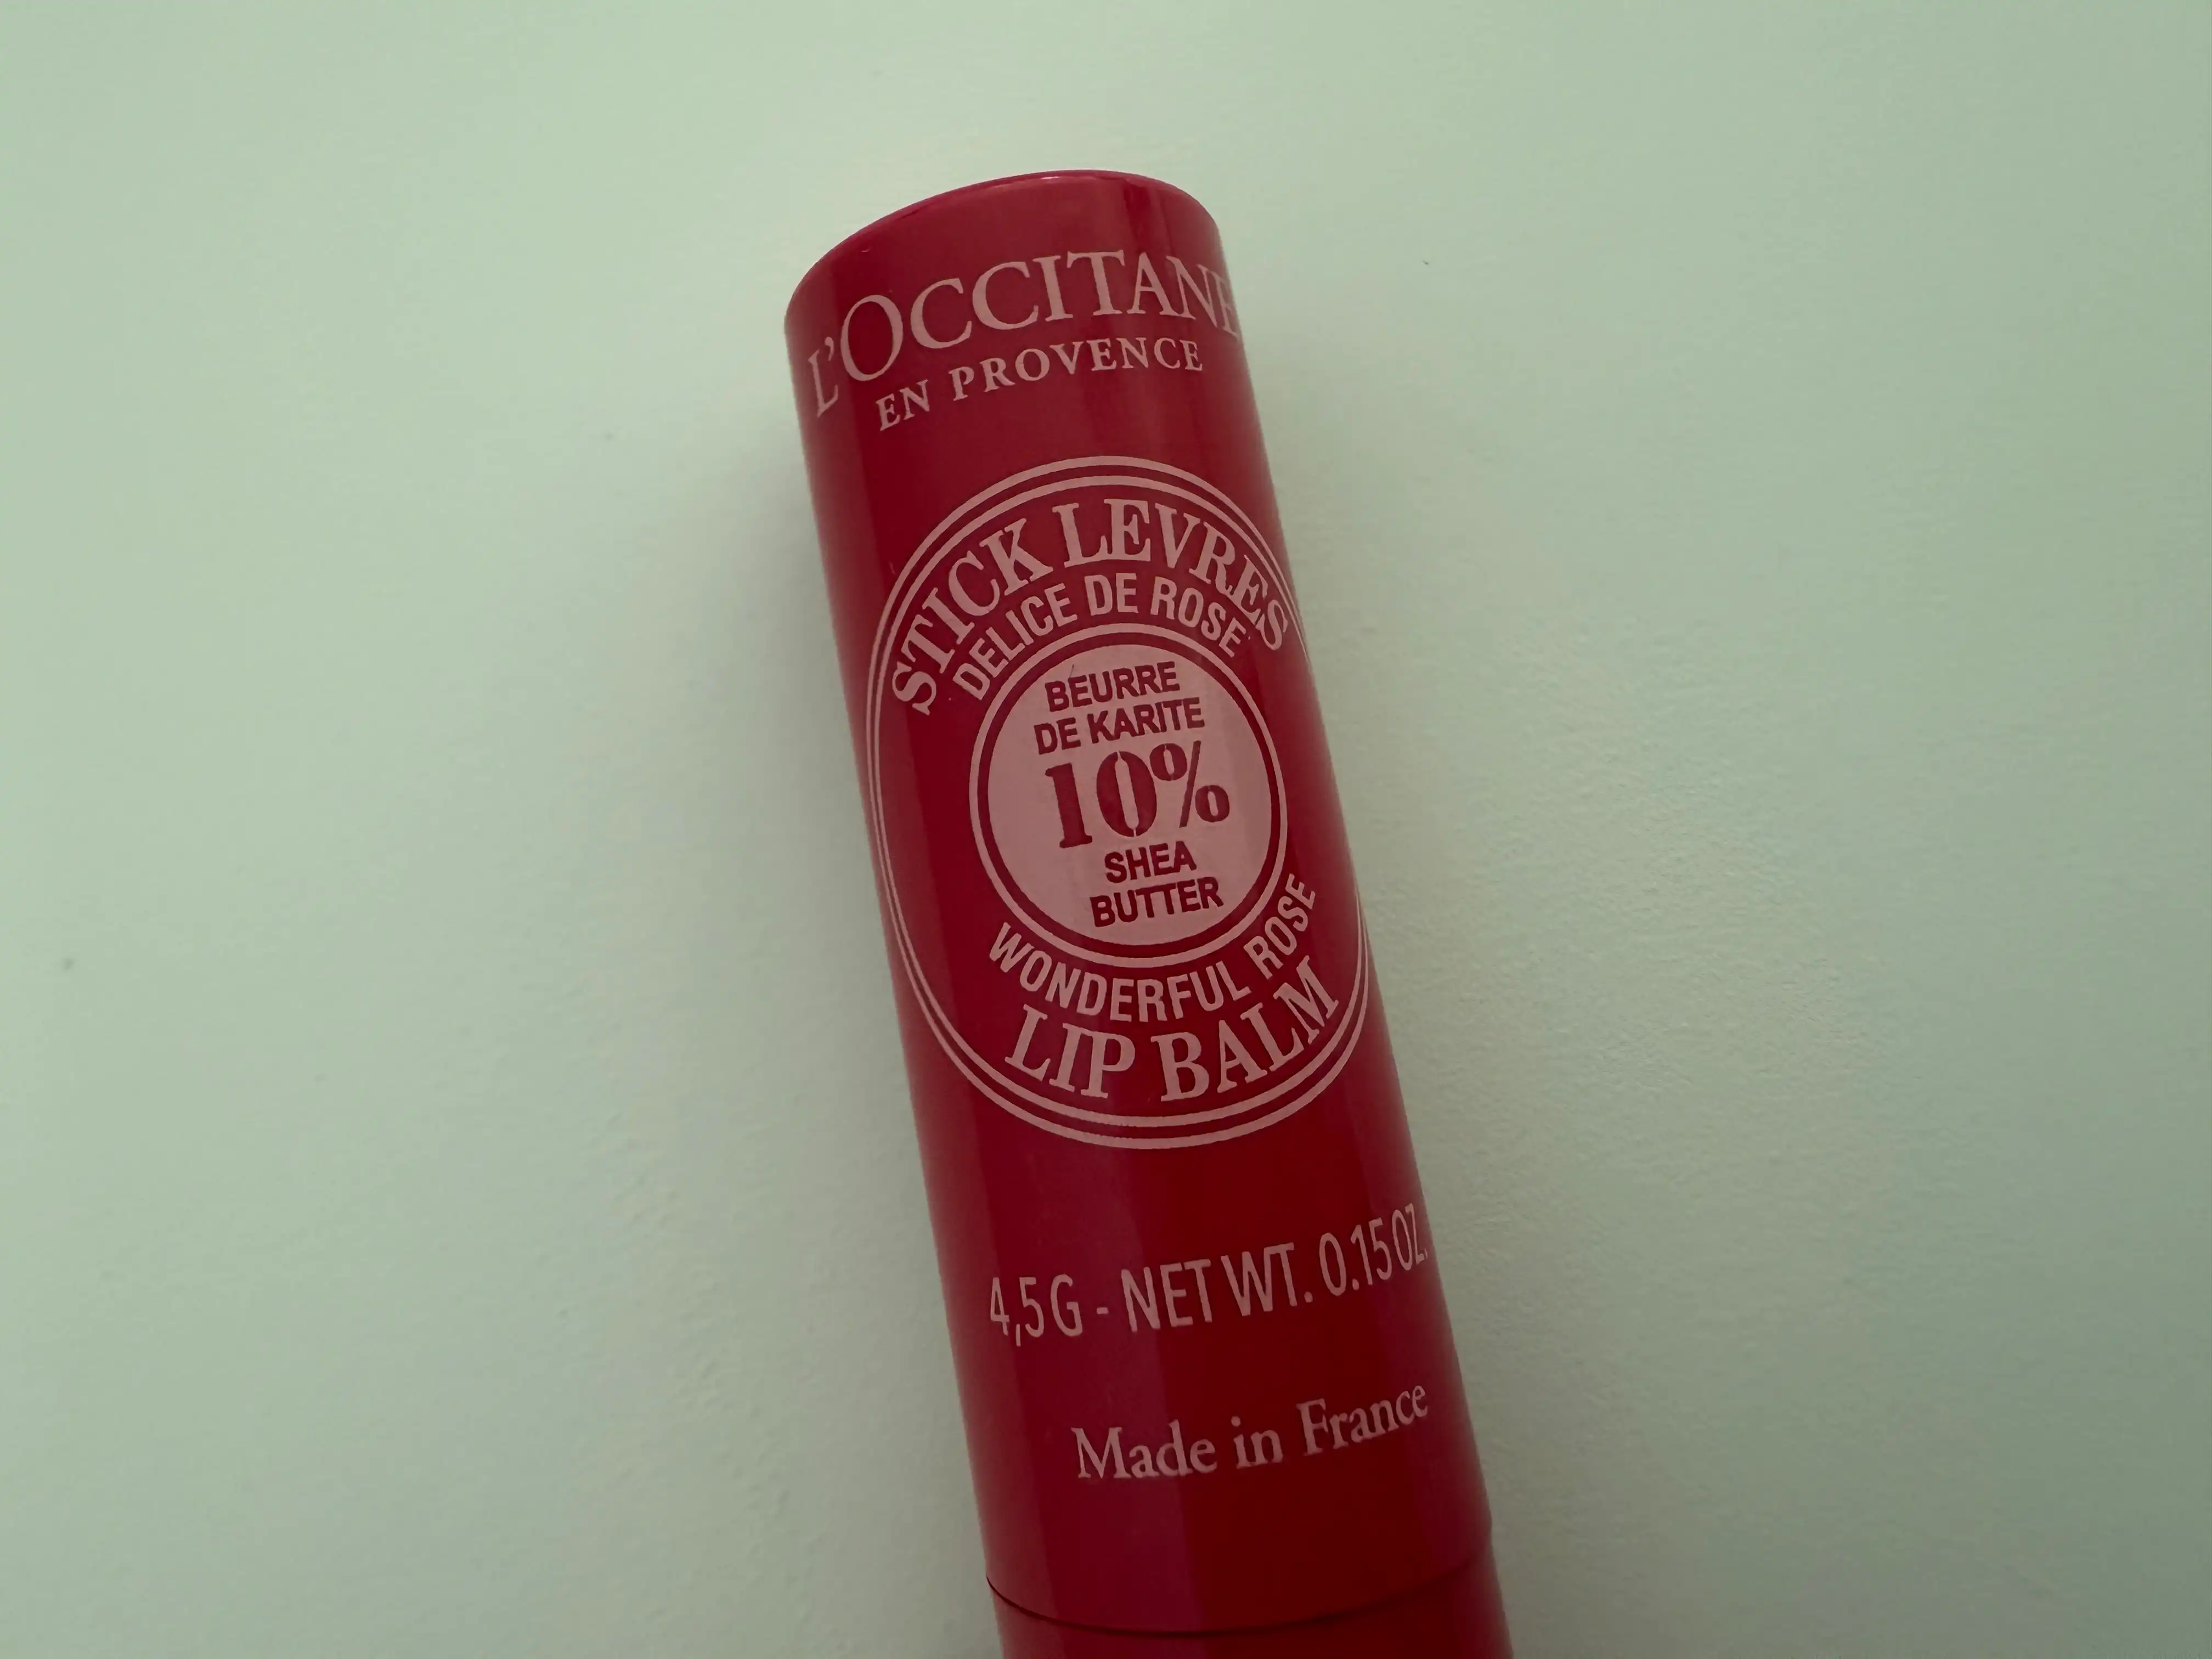 L'OCCITANE
EN PROVENCE
STICK LEVRES
DELICE DE ROSE
BEURRE
DE KARITE
10%
SHEA
BUTTER
WONDERFUL ROSE
LIP BALM
4,5G - NET WT. 0.15 OZ.
Made in France